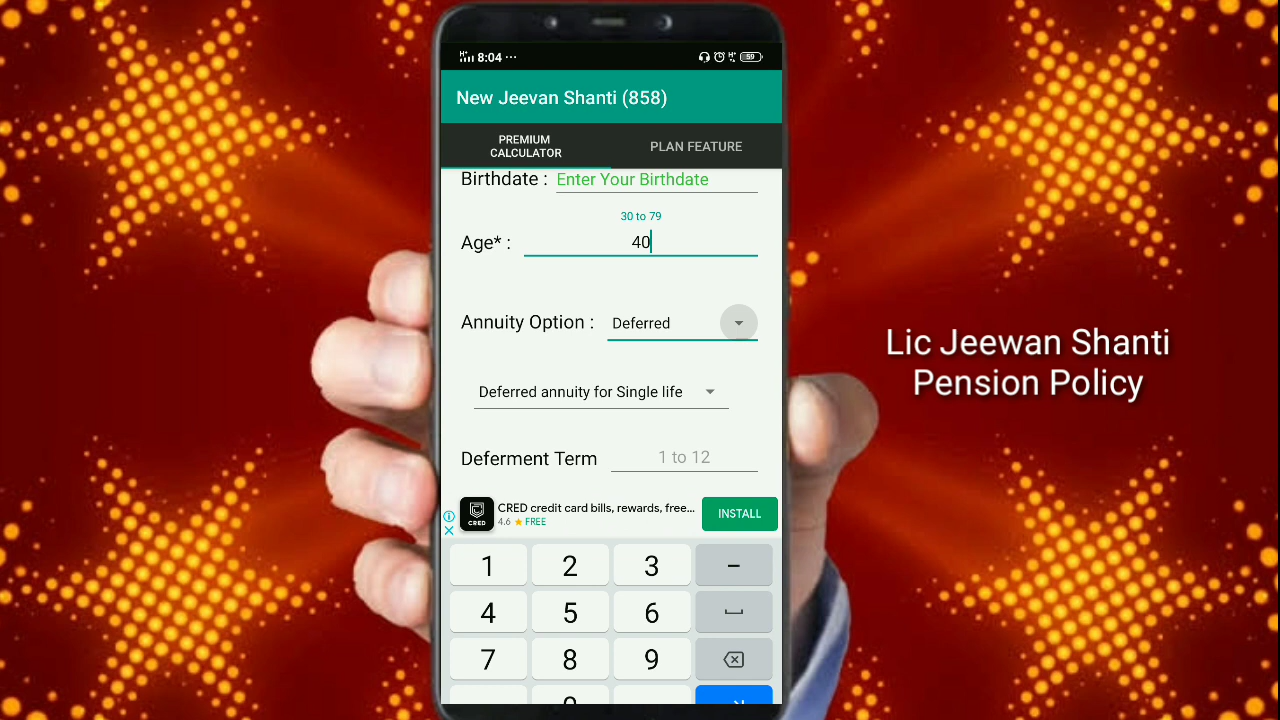 8:04 ...
59
New Jeevan Shanti (858)
PREMIUM
CALCULATOR
PLAN FEATURE
Birthdate : Enter Your Birthdate
30 to 79
Age* : 40
Annuity Option : Deferred
Deferred annuity for Single life
Deferment Term 1 to 12
CRED credit card bills, rewards, free...
4.6 ★ FREE
CRED
INSTALL
1 2 3 -
4 5 6
7 8 9
Lic Jeewan Shanti
Pension Policy